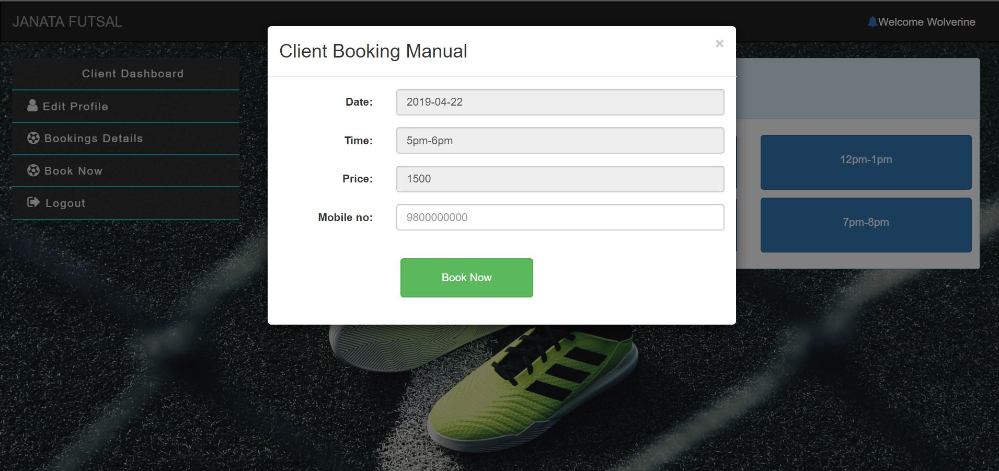 JANATA FUTSAL
Welcome Wolverine
Client Dashboard
Edit Profile
Bookings Details
Book Now
Logout
Client Booking Manual
×
Date: 2019-04-22
Time: 5pm-6pm
Price: 1500
Mobile no: 9800000000
Book Now
12pm-1pm
7pm-8pm